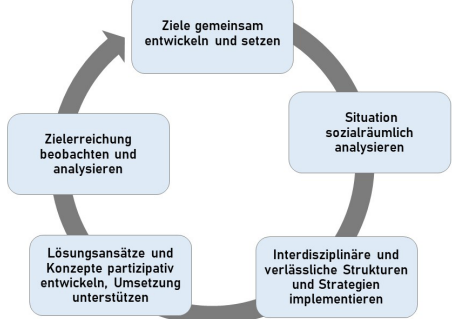 Ziele gemeinsam
entwickeln und setzen
Situation
sozialräumlich
analysieren
Interdisziplinäre und
verlässliche Strukturen
und Strategien
implementieren
Lösungsansätze und
Konzepte partizipativ
entwickeln, Umsetzung
unterstützen
Zielerreichung
beobachten und
analysieren